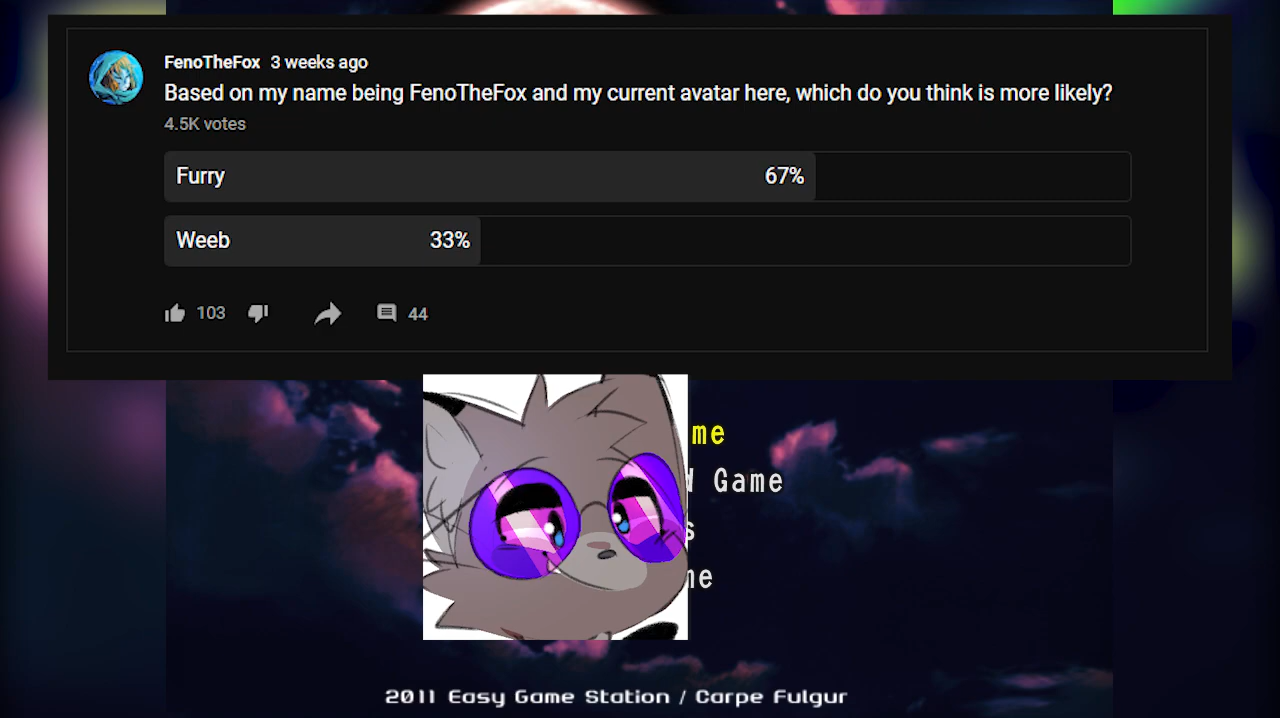 FenoTheFox 3 weeks ago
Based on my name being FenoTheFox and my current avatar here, which do you think is more likely?
4.5K votes
Furry 67%
Weeb 33%
103 44
Game
2011 Easy Game Station / Carpe Fulgur